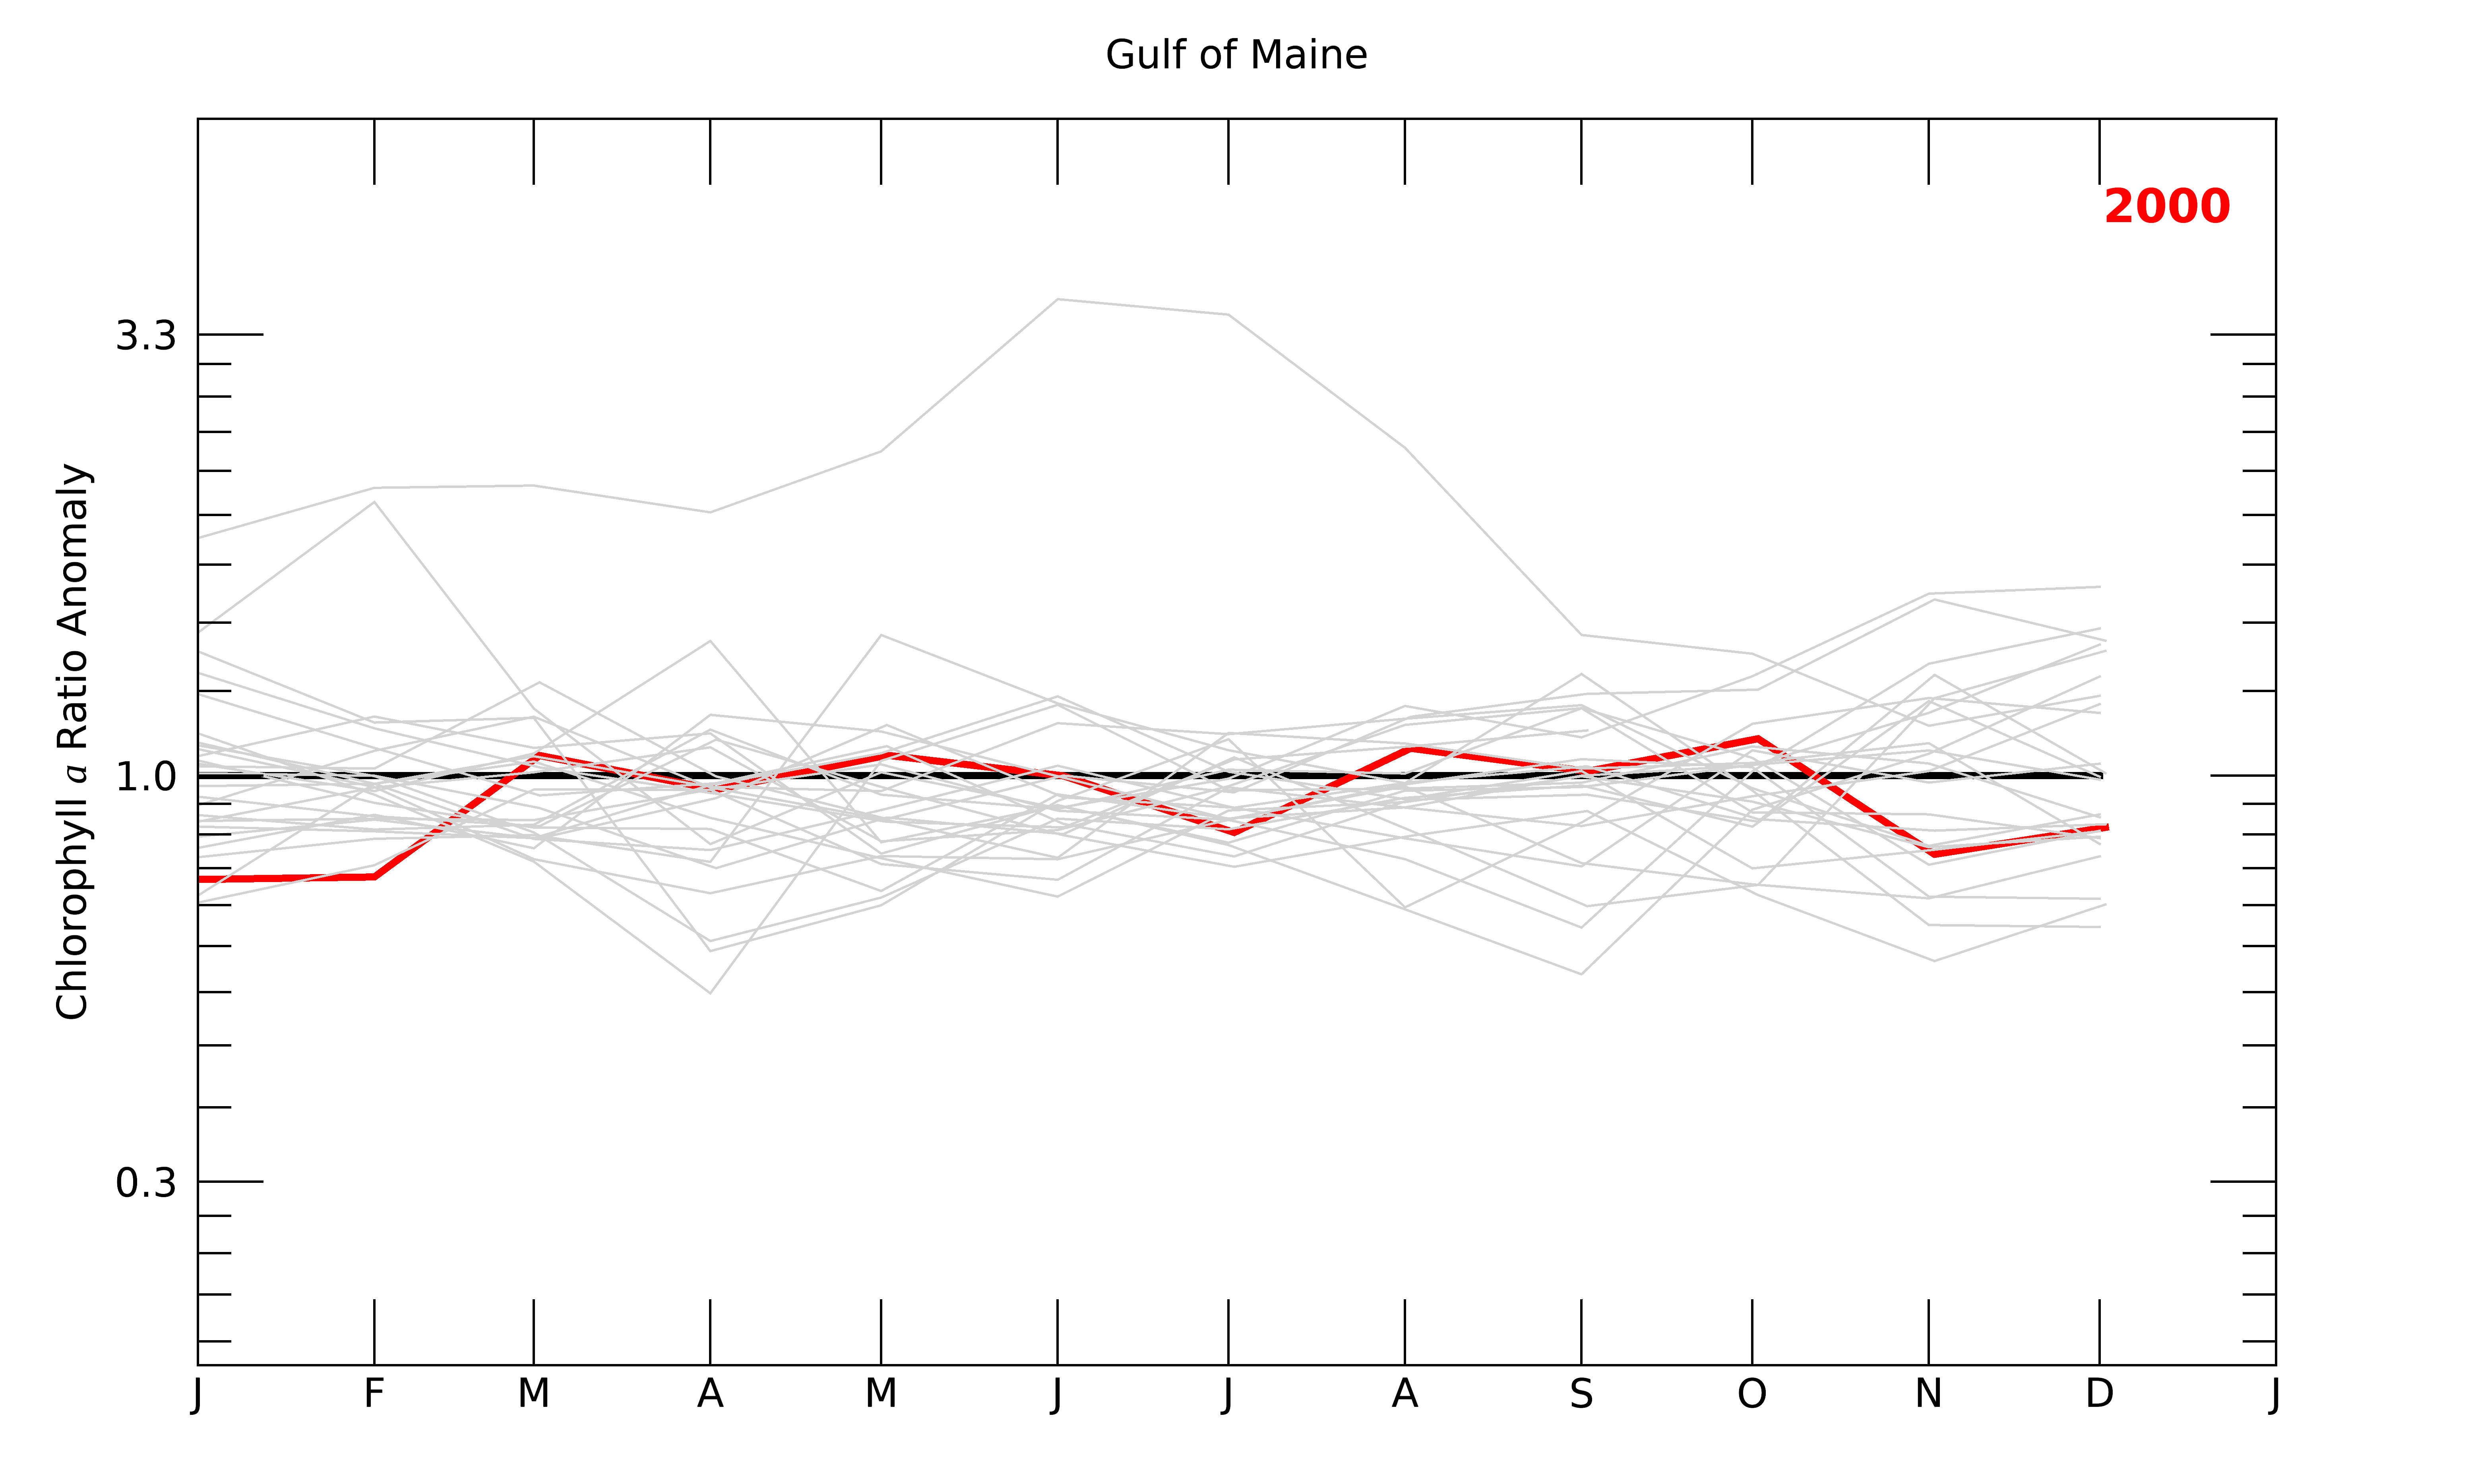 Gulf of Maine
2000
Chlorophyll a Ratio Anomaly
3.3
1.0
0.3
J F M A M J J A S O N D J